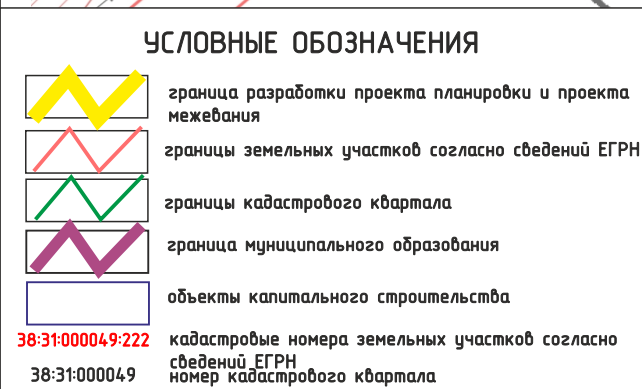 УСЛОВНЫЕ ОБОЗНАЧЕНИЯ
граница разработки проекта планировки и проекта
межевания
границы земельных участков согласно сведений ЕГРН
границы кадастрового квартала
граница муниципального образования
объекты капитального строительства
38:31:000049:222 кадастровые номера земельных участков согласно
сведений ЕГРН
38:31:000049 номер кадастрового квартала